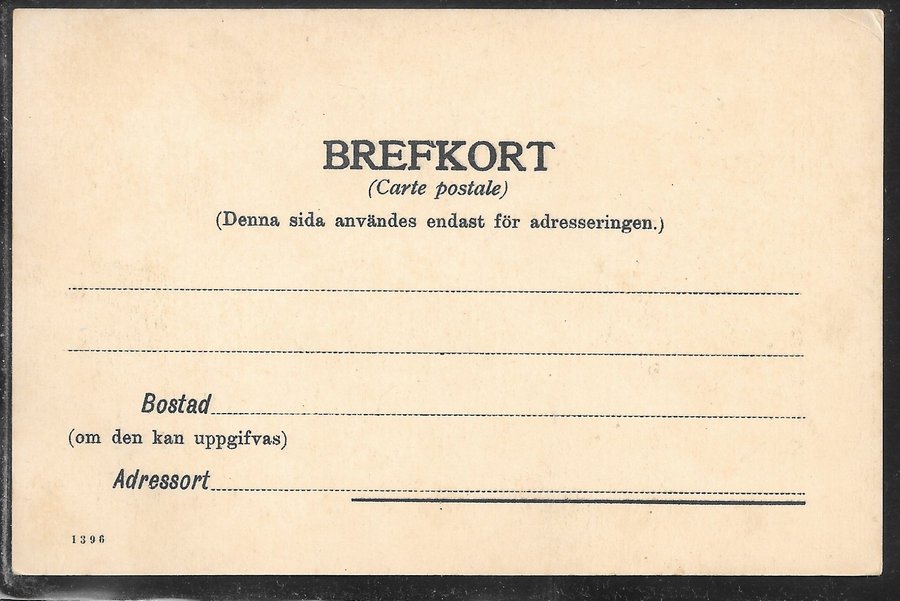 BREFKORT
(Carte postale)
(Denna sida användes endast för adresseringen.)
Bostad
(om den kan uppgifvas)
Adressort
1396